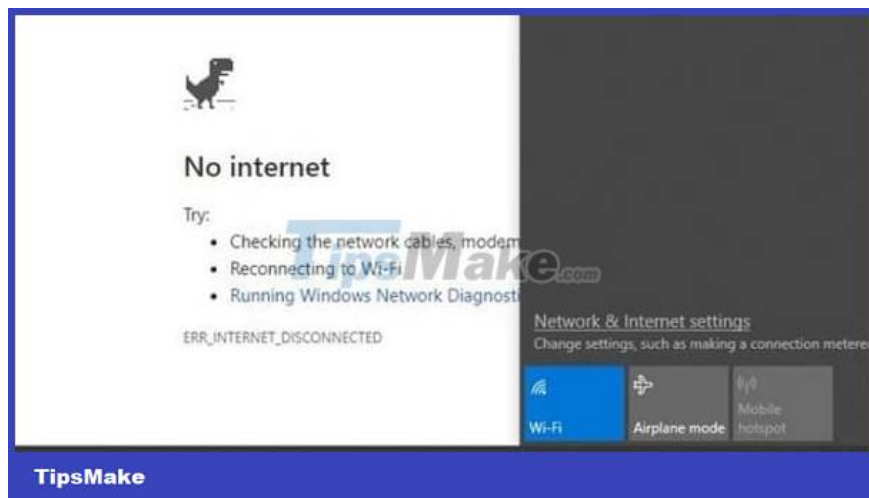 No internet
Try:
Checking the network cables, modem
Reconnecting to Wi-Fi
Running Windows Network Diagnosti
ERR_INTERNET_DISCONNECTED
TipsMake.com
Network & Internet settings
Change settings, such as making a connection metere
Wi-Fi
Airplane mode
Mobile
hotspot
TipsMake